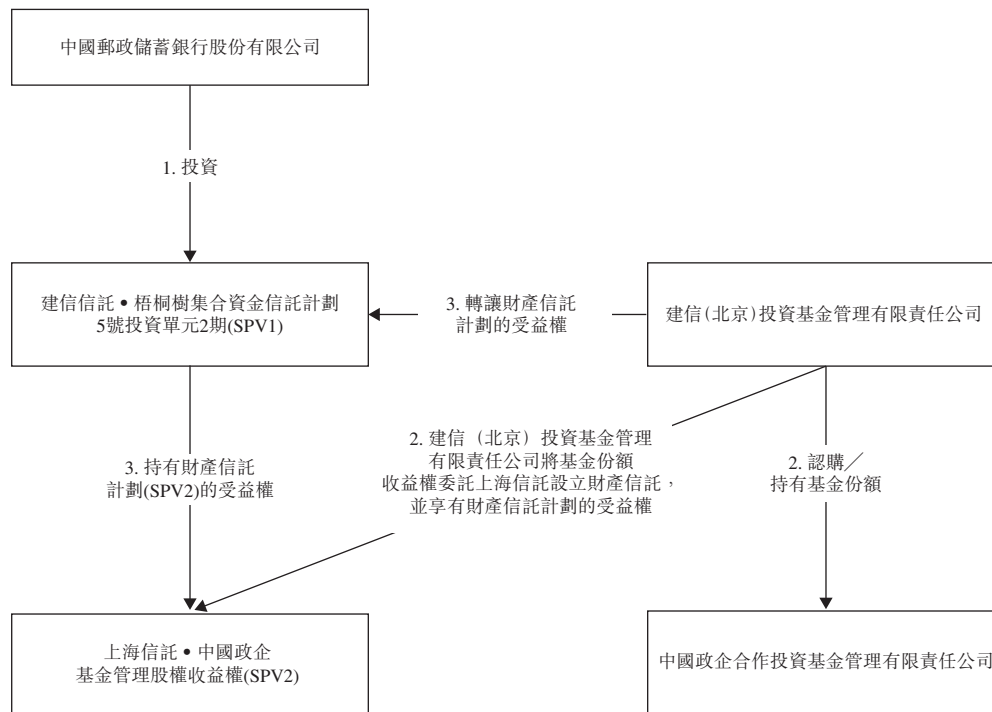 中國郵政儲蓄銀行股份有限公司
1. 投資
建信信託 • 梧桐樹集合資金信託計劃
5號投資單元2期(SPV1)
3. 轉讓財產信託
計劃的受益權
建信(北京)投資基金管理有限責任公司
3. 持有財產信託
計劃(SPV2)的受益權
2. 建信（北京）投資基金管理
有限責任公司將基金份額
收益權委託上海信託設立財產信託，
並享有財產信託計劃的受益權
2. 認購／
持有基金份額
上海信託 • 中國政企
基金管理股權收益權(SPV2)
中國政企合作投資基金管理有限責任公司